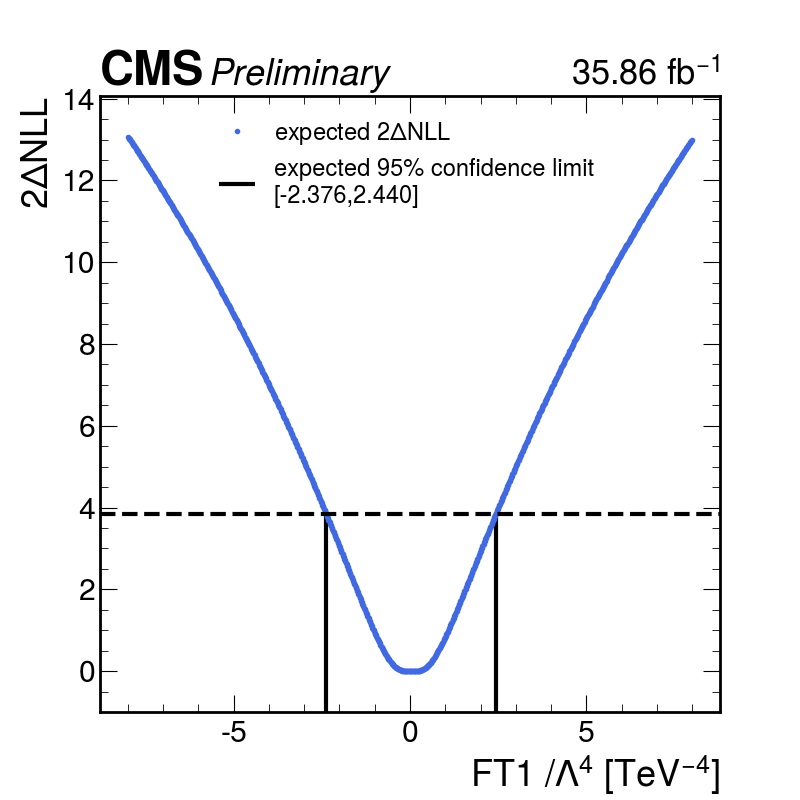 CMS Preliminary 35.86 fb⁻¹
2ΔNLL
14
12
10
8
6
4
2
0
expected 2ΔNLL
expected 95% confidence limit
[-2.376,2.440]
-5 0 5
FT1 /Λ⁴ [TeV⁻⁴]